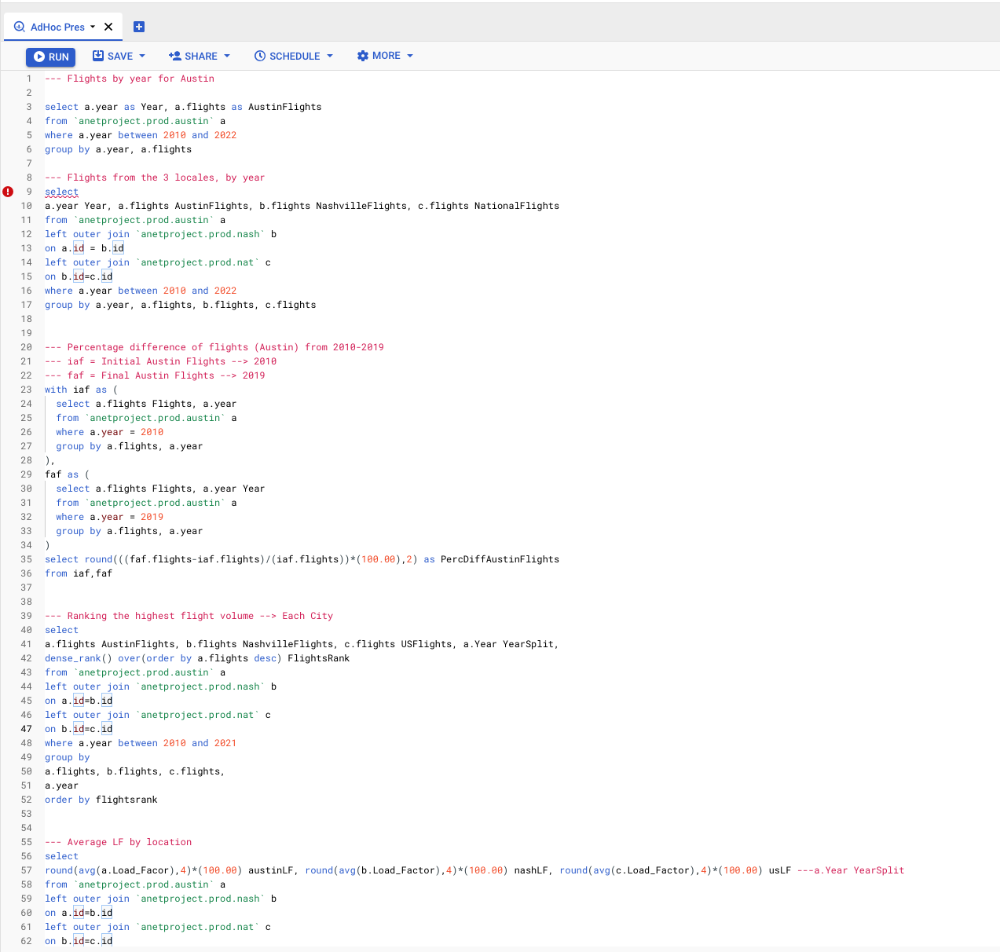 AdHoc Pres
RUN SAVE SHARE SCHEDULE MORE
1 --- Flights by year for Austin
2
3 select a.year as Year, a.flights as AustinFlights
4 from `anetproject.prod.austin` a
5 where a.year between 2010 and 2022
6 group by a.year, a.flights
7
8 --- Flights from the 3 locales, by year
9 select
10 a.year Year, a.flights AustinFlights, b.flights NashvilleFlights, c.flights NationalFlights
11 from `anetproject.prod.austin` a
12 left outer join `anetproject.prod.nash` b
13 on a.id = b.id
14 left outer join `anetproject.prod.nat` c
15 on b.id=c.id
16 where a.year between 2010 and 2022
17 group by a.year, a.flights, b.flights, c.flights
18
19
20 --- Percentage difference of flights (Austin) from 2010-2019
21 --- iaf = Initial Austin Flights --> 2010
22 --- faf = Final Austin Flights --> 2019
23 with iaf as (
24 select a.flights Flights, a.year
25 from `anetproject.prod.austin` a
26 where a.year = 2010
27 group by a.flights, a.year
28 ),
29 faf as (
30 select a.flights Flights, a.year Year
31 from `anetproject.prod.austin` a
32 where a.year = 2019
33 group by a.flights, a.year
34 )
35 select round(((faf.flights-iaf.flights)/(iaf.flights))*(100.00),2) as PercDiffAustinFlights
36 from iaf,faf
37
38
39 --- Ranking the highest flight volume --> Each City
40 select
41 a.flights AustinFlights, b.flights NashvilleFlights, c.flights USFlights, a.Year YearSplit,
42 dense_rank() over(order by a.flights desc) FlightsRank
43 from `anetproject.prod.austin` a
44 left outer join `anetproject.prod.nash` b
45 on a.id=b.id
46 left outer join `anetproject.prod.nat` c
47 on b.id=c.id
48 where a.year between 2010 and 2021
49 group by
50 a.flights, b.flights, c.flights,
51 a.year
52 order by flightsrank
53
54
55 --- Average LF by location
56 select
57 round(avg(a.Load_Facor),4)*(100.00) austinLF, round(avg(b.Load_Factor),4)*(100.00) nashLF, round(avg(c.Load_Factor),4)*(100.00) usLF ---a.Year YearSplit
58 from `anetproject.prod.austin` a
59 left outer join `anetproject.prod.nash` b
60 on a.id=b.id
61 left outer join `anetproject.prod.nat` c
62 on b.id=c.id